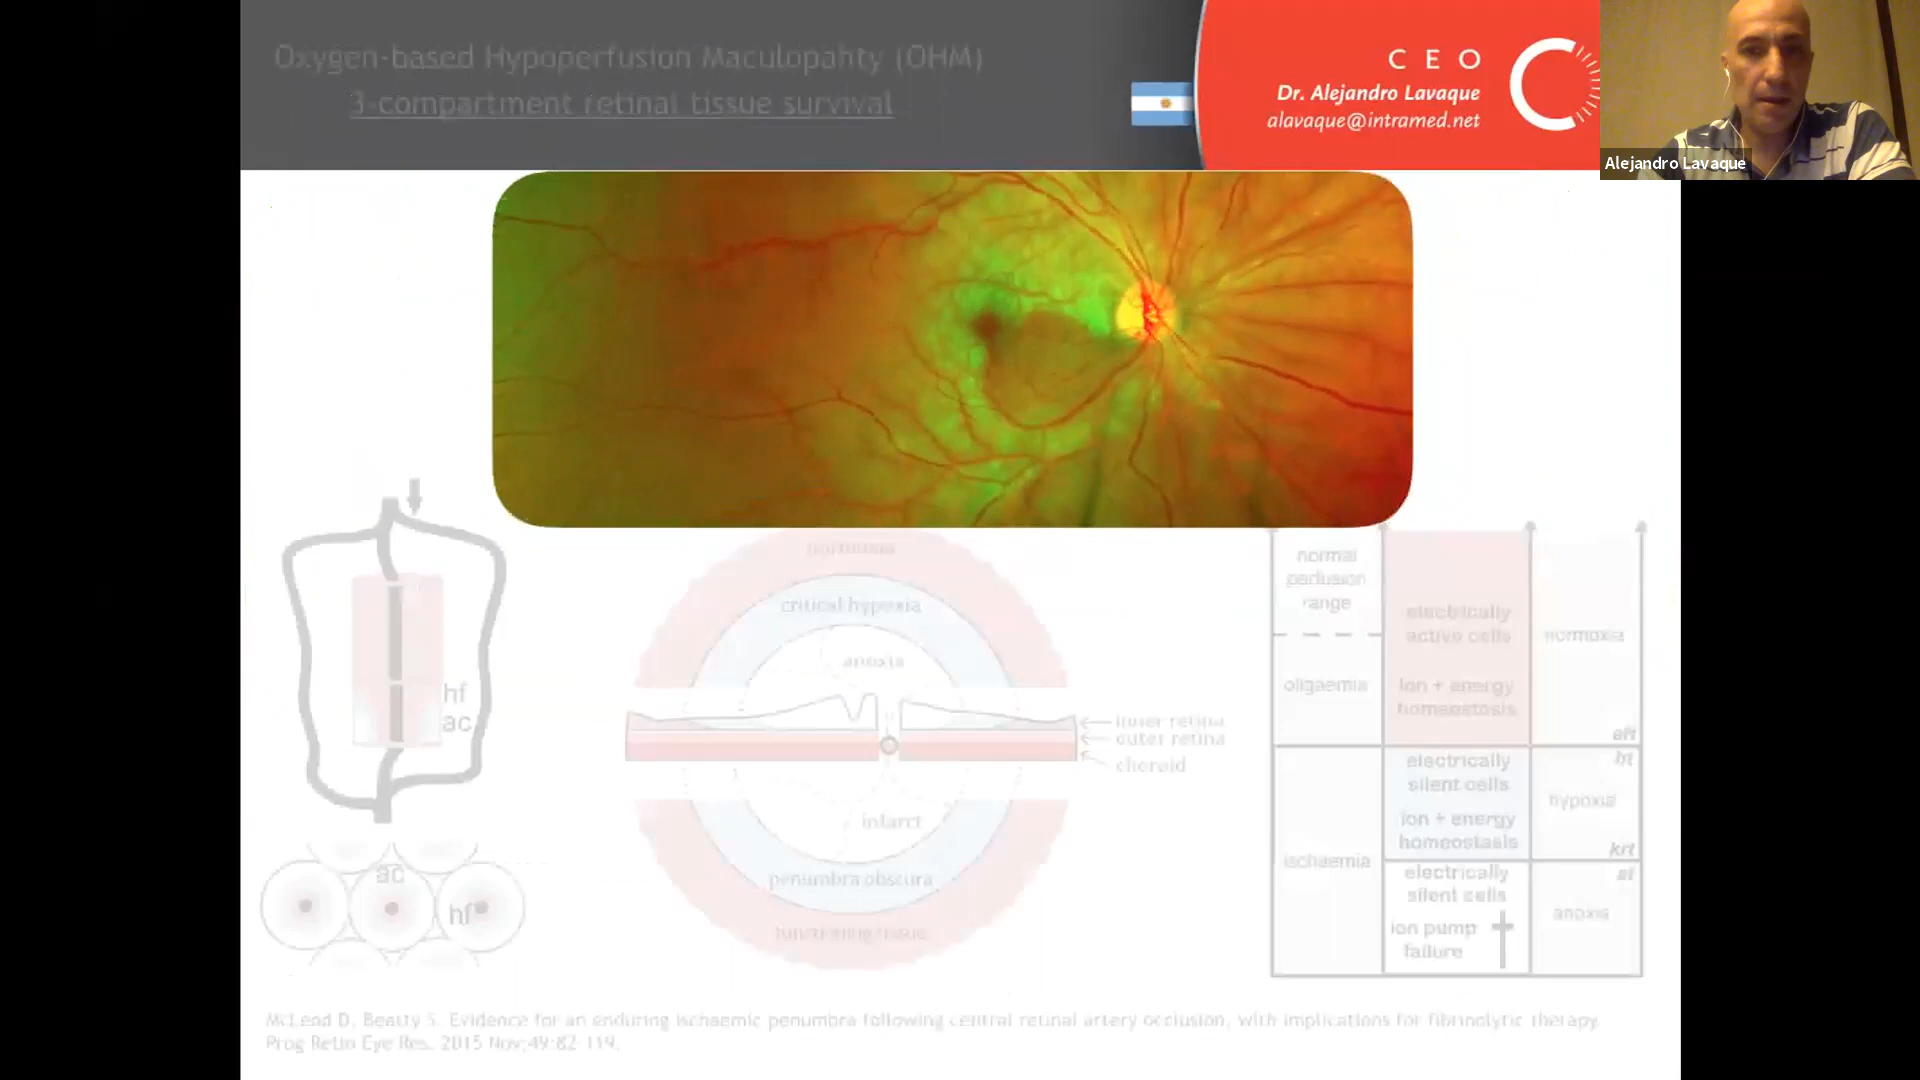 Oxygen-based Hypoperfusion Maculopahty (OHM)
3-compartment retinal tissue survival
CEO
Dr. Alejandro Lavaque
alavaque@intramed.net
Alejandro Lavaque
hf
ac
ac
hf
normoxia
critical hypoxia
anoxia
inner retina
outer retina
choroid
infarct
penumbra obscura
functioning tissue
normal
perfusion
range
oligaemia
ischaemia
electrically
active cells
ion + energy
homeostasis
electrically
silent cells
ion + energy
homeostasis
electrically
silent cells
ion pump
failure
normoxia
ht
hypoxia
krt
anoxia
McLeod D, Beatty S. Evidence for an enduring ischaemic penumbra following central retinal artery occlusion, with implications for fibrinolytic therapy.
Prog Retin Eye Res. 2015 Nov;49:82-119.